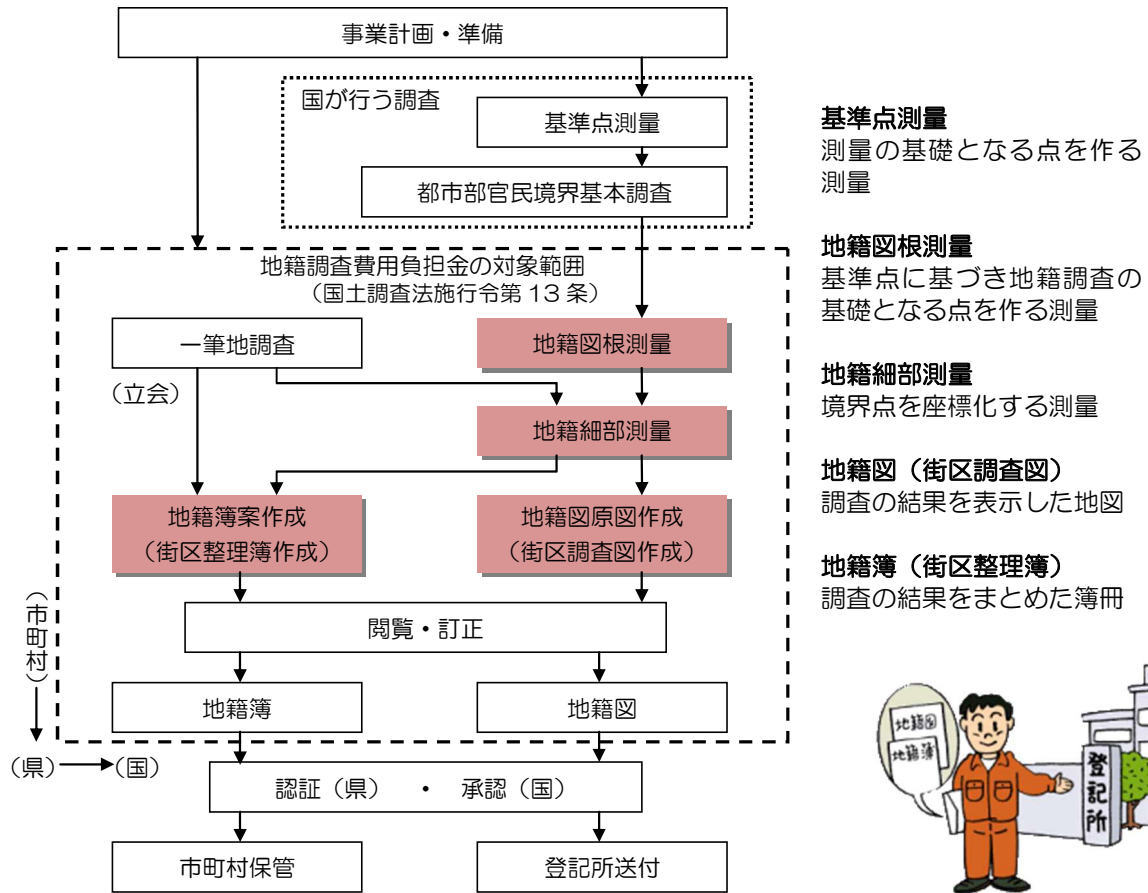 事業計画・準備
国が行う調査
基準点測量
都市部官民境界基本調査
地籍調査費用負担金の対象範囲
（国土調査法施行令第13条）
一筆地調査
地籍図根測量
（立会）
地籍細部測量
地籍簿案作成
（街区整理簿作成）
地籍図原図作成
（街区調査図作成）
閲覧・訂正
地籍簿
地籍図
（市町村）
（県）
（国）
認証（県）　・　承認（国）
市町村保管
登記所送付
基準点測量
測量の基礎となる点を作る
測量
地籍図根測量
基準点に基づき地籍調査の
基礎となる点を作る測量
地籍細部測量
境界点を座標化する測量
地籍図（街区調査図）
調査の結果を表示した地図
地籍簿（街区整理簿）
調査の結果をまとめた簿冊
地籍図
地籍簿
登記所